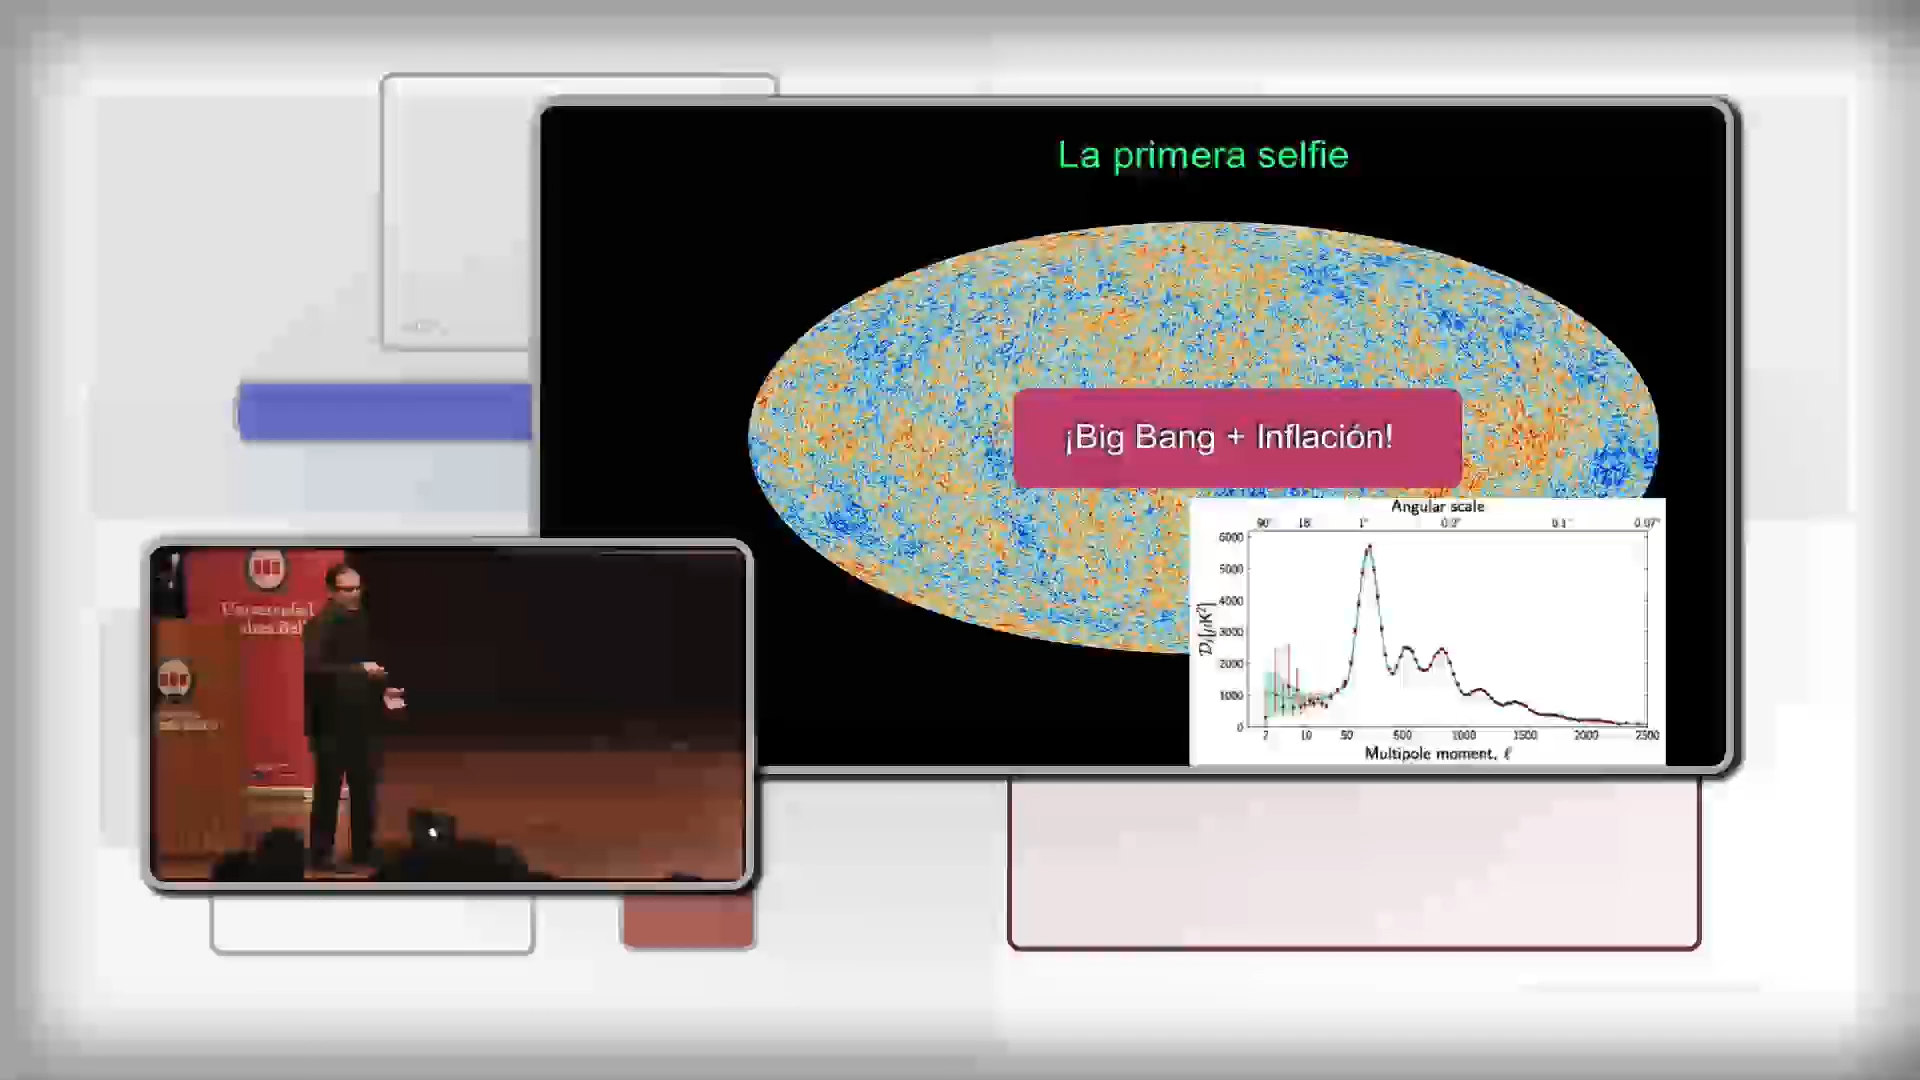 La primera selfie
¡Big Bang + Inflación!
Angular scale
90° 18° 1° 0.2° 0.1° 0.07°
6000
5000
4000
3000
2000
1000
0
2 10 50 500 1000 1500 2000 2500
Multipole moment, ℓ
Universidad